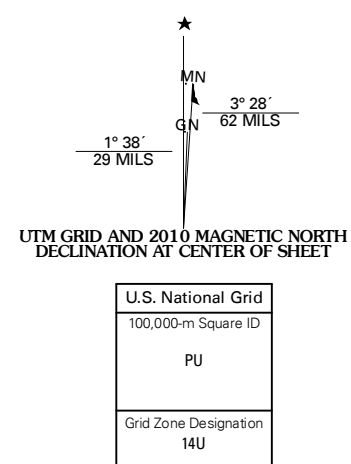 MN
3° 28´
62 MILS
GN
1° 38´
29 MILS
UTM GRID AND 2010 MAGNETIC NORTH
DECLINATION AT CENTER OF SHEET
U.S. National Grid
100,000-m Square ID
PU
Grid Zone Designation
14U